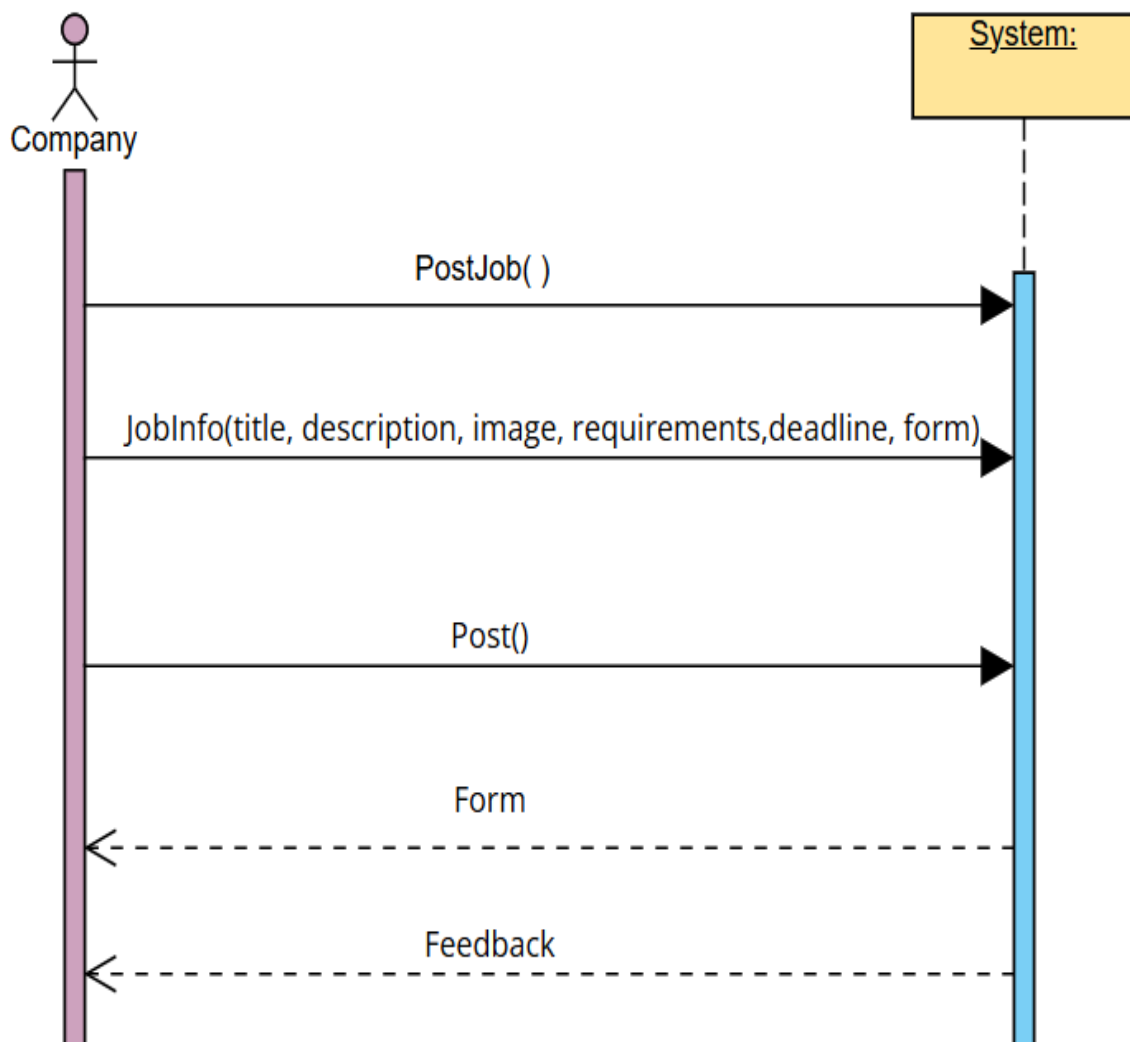 System:
Company
PostJob( )
JobInfo(title, description, image, requirements,deadline, form)
Post()
Form
Feedback